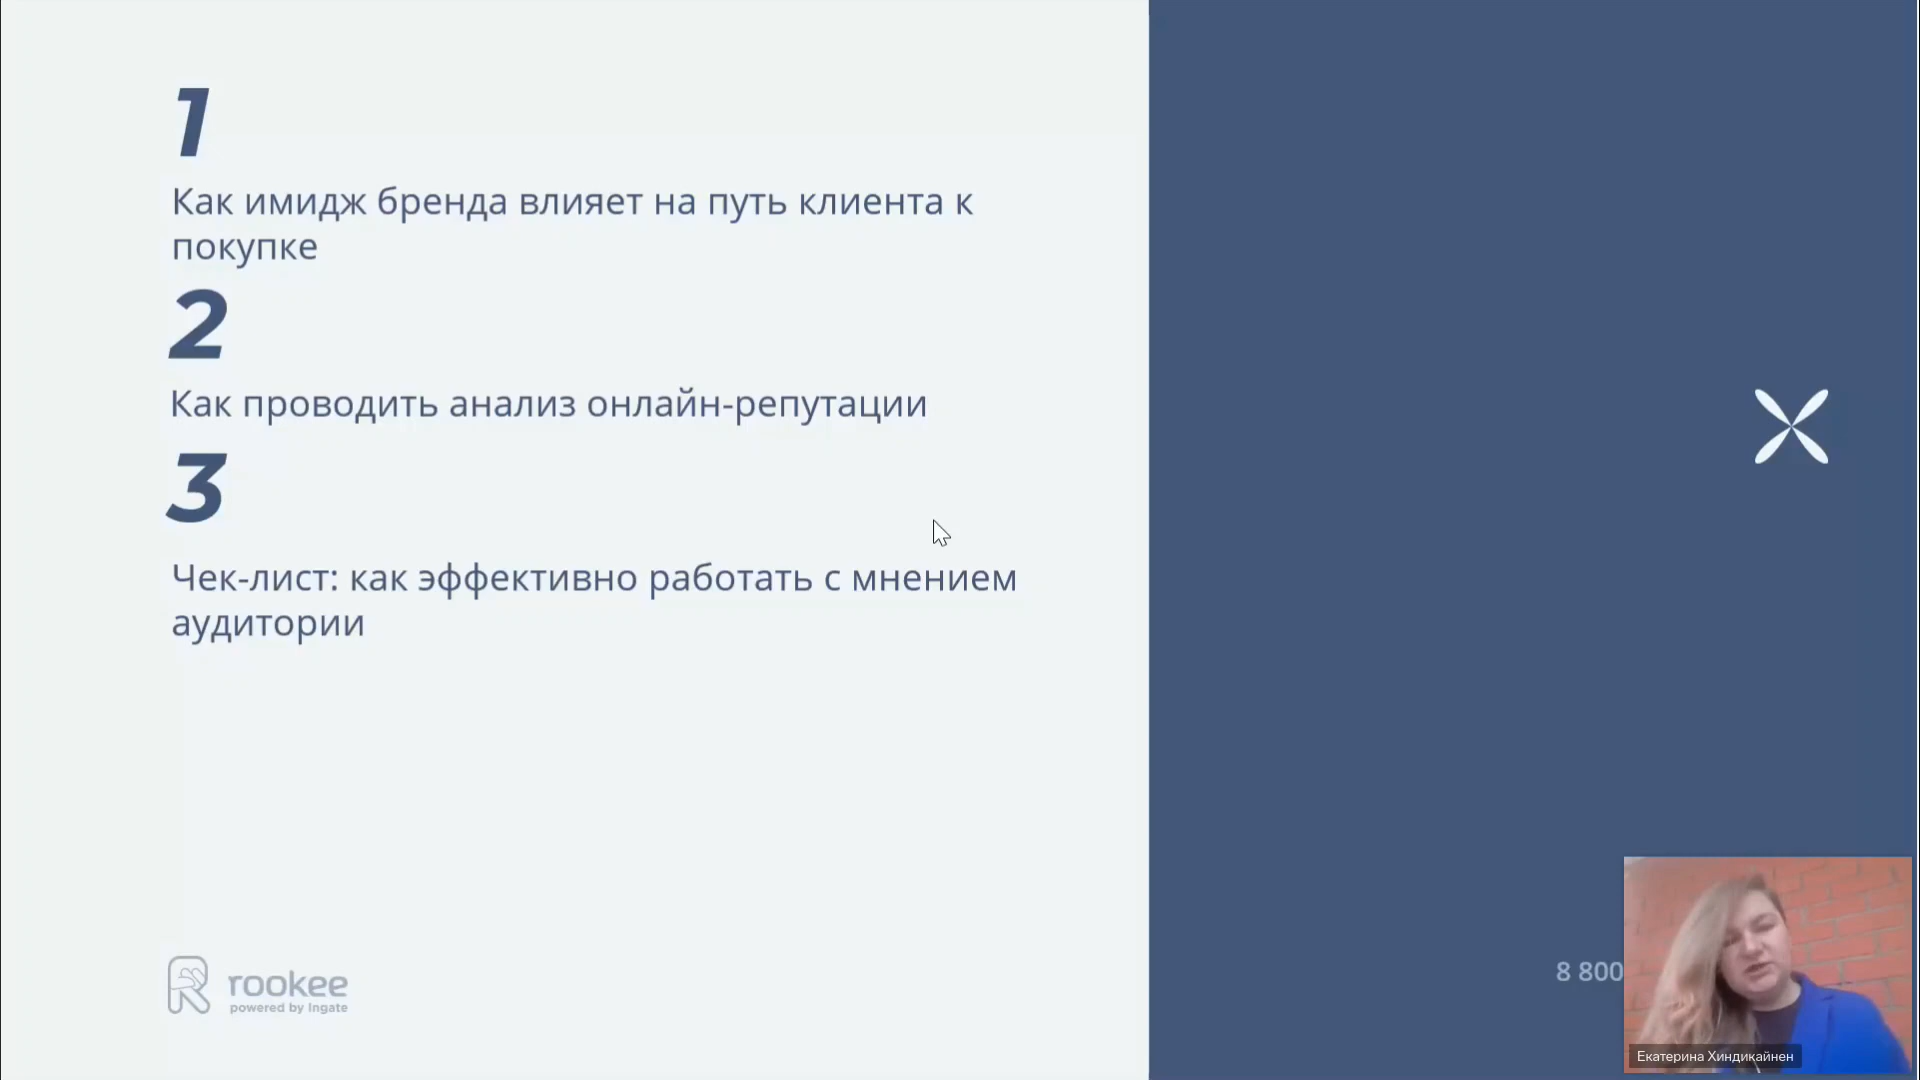 1
Как имидж бренда влияет на путь клиента к
покупке
2
Как проводить анализ онлайн-репутации
3
Чек-лист: как эффективно работать с мнением
аудитории
rookee
powered by Ingate
8 800
Екатерина Хиндикайнен